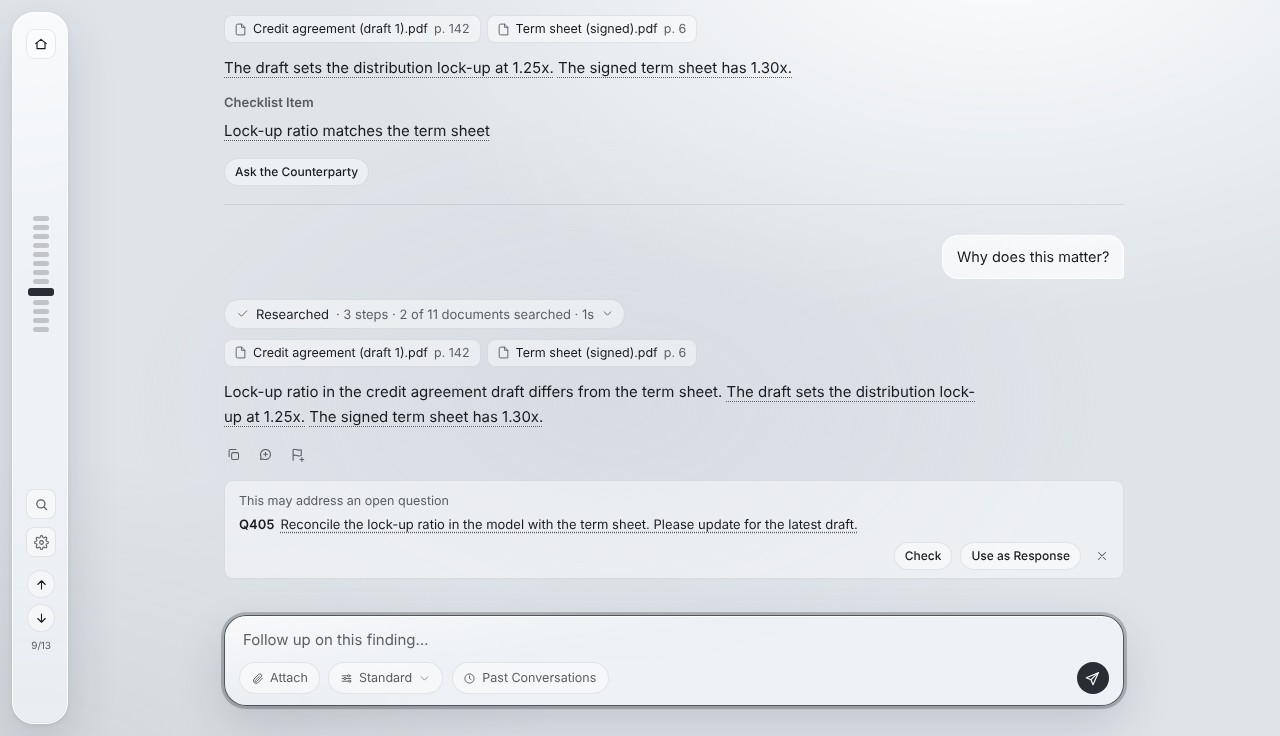 Credit agreement (draft 1).pdf p. 142 Term sheet (signed).pdf p. 6
The draft sets the distribution lock-up at 1.25x. The signed term sheet has 1.30x.
Checklist Item
Lock-up ratio matches the term sheet
Ask the Counterparty
Why does this matter?
Researched · 3 steps · 2 of 11 documents searched · 1s
Credit agreement (draft 1).pdf p. 142 Term sheet (signed).pdf p. 6
Lock-up ratio in the credit agreement draft differs from the term sheet. The draft sets the distribution lock-
up at 1.25x. The signed term sheet has 1.30x.
This may address an open question
Q405 Reconcile the lock-up ratio in the model with the term sheet. Please update for the latest draft.
Check Use as Response
Follow up on this finding...
Attach Standard Past Conversations
9/13